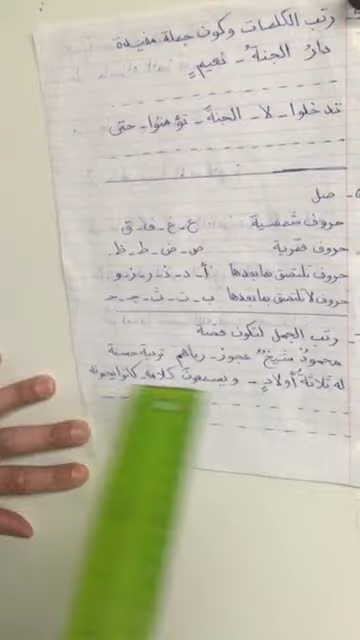 رتب الكلمات وكون جملة مفيدة
دارُ الجنةُ - نعيمٍ
تدخلوا - لا - الجنةَ - تؤمنوا - حتى
- صل
حروف شمسية ع - غ - ف - ق
حروف قمرية ص - ض - ط - ظ
حروف تلتصق بما بعدها أ - د - ذ - ر - ز - و
حروف لا تلتصق بما بعدها ب - ت - ث - ج - ح
- رتب الجمل لتكون قصة
محمودٌ شيخٌ عجوز - رباهم تربية حسنة
له ثلاثة أولادٍ - ويسمعون كلامه